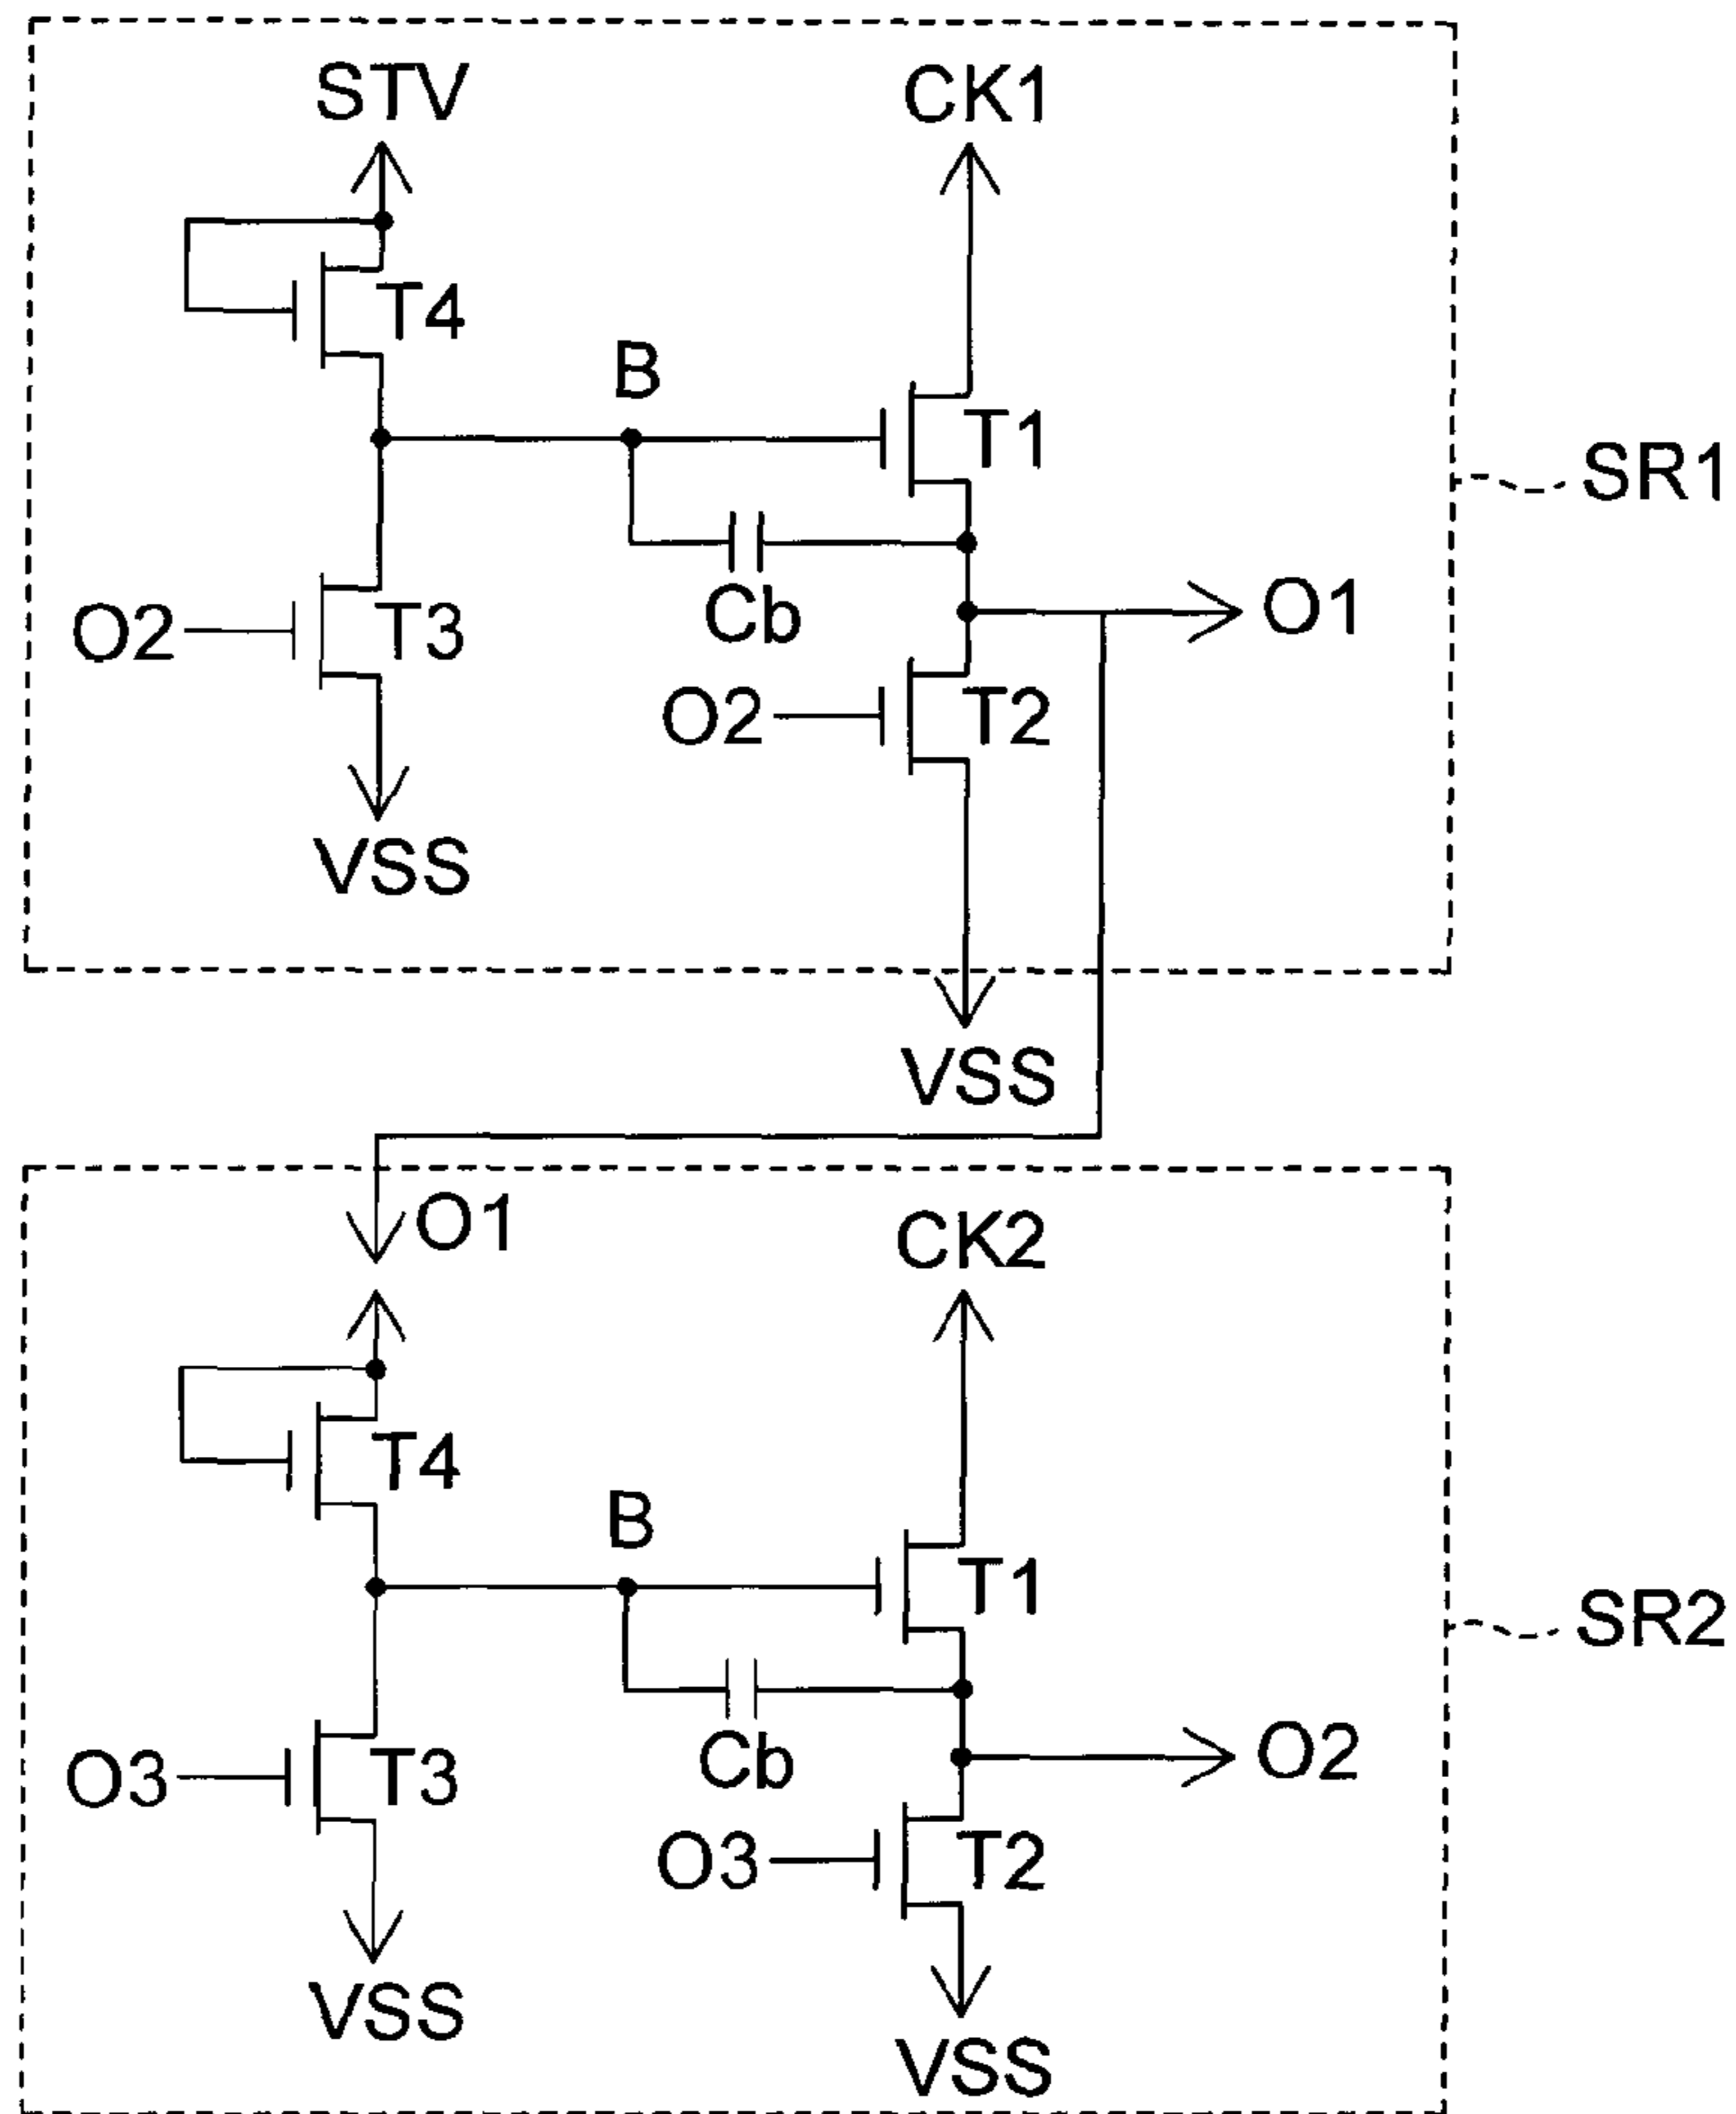 STV
CK1
T4
B
T1
SR1
O2
T3
Cb
O1
O2
T2
VSS
VSS
O1
CK2
T4
B
T1
SR2
O3
T3
Cb
O2
O3
T2
VSS
VSS